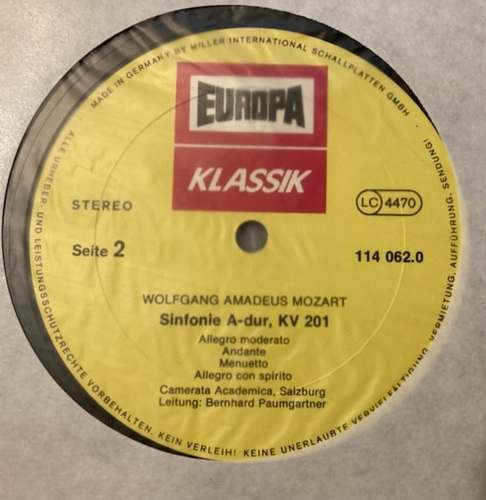 MADE IN GERMANY BY MILLER INTERNATIONAL SCHALLPLATTEN GMBH ·
EUROPA
KLASSIK
STEREO
LC 4470
Seite 2
114 062.0
WOLFGANG AMADEUS MOZART
Sinfonie A-dur, KV 201
Allegro moderato
Andante
Menuetto
Allegro con spirito
Camerata Academica, Salzburg
Leitung: Bernhard Paumgartner
ALLE URHEBER- UND LEISTUNGSSCHUTZRECHTE VORBEHALTEN. KEIN VERLEIH! KEINE UNERLAUBTE VERVIELFÄLTIGUNG, VERMIETUNG, AUFFÜHRUNG, SENDUNG!